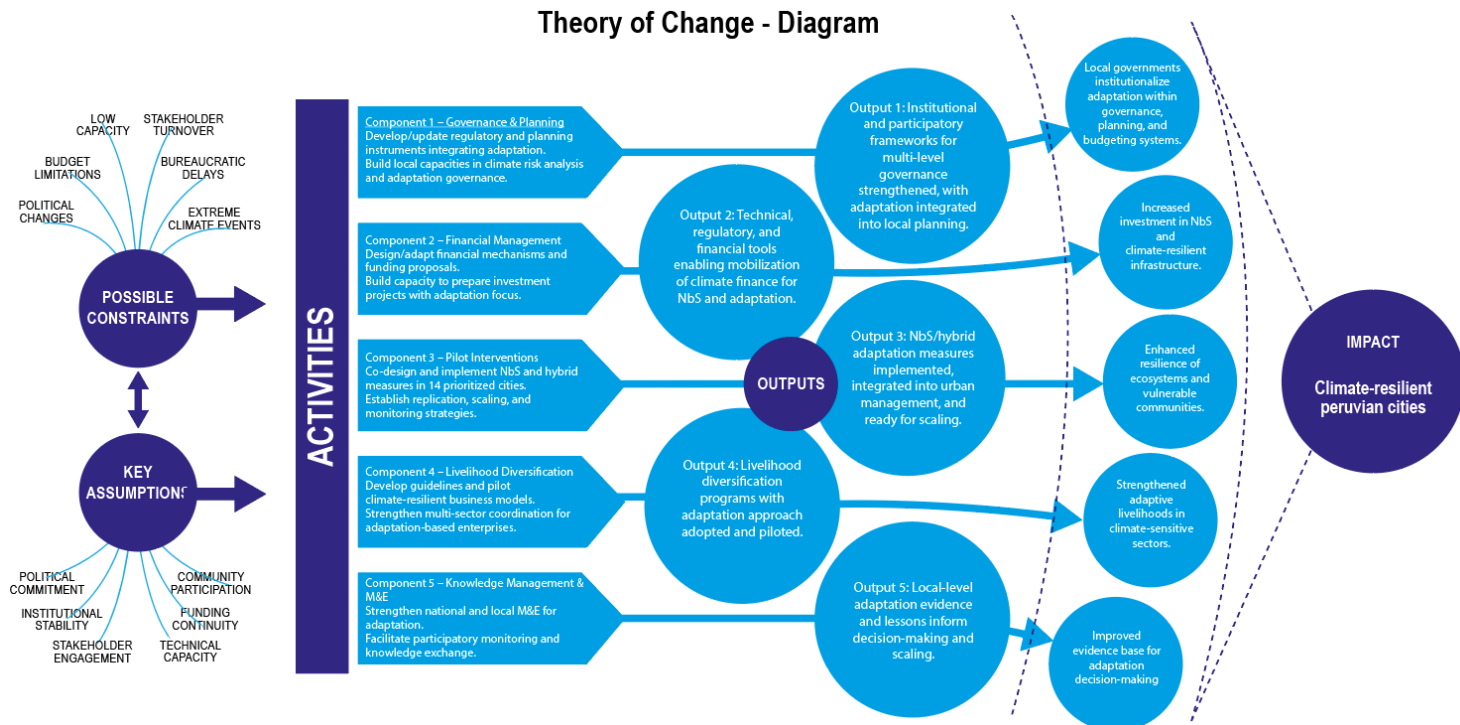 Theory of Change - Diagram
LOW
CAPACITY
STAKEHOLDER
TURNOVER
BUDGET
LIMITATIONS
BUREAUCRATIC
DELAYS
POLITICAL
CHANGES
EXTREME
CLIMATE EVENTS
POSSIBLE
CONSTRAINTS
KEY
ASSUMPTIONS
POLITICAL
COMMITMENT
COMMUNITY
PARTICIPATION
INSTITUTIONAL
STABILITY
FUNDING
CONTINUITY
STAKEHOLDER
ENGAGEMENT
TECHNICAL
CAPACITY
ACTIVITIES
Component 1 – Governance & Planning
Develop/update regulatory and planning
instruments integrating adaptation.
Build local capacities in climate risk analysis
and adaptation governance.
Component 2 – Financial Management
Design/adapt financial mechanisms and
funding proposals.
Build capacity to prepare investment
projects with adaptation focus.
Component 3 – Pilot Interventions
Co-design and implement NbS and hybrid
measures in 14 prioritized cities.
Establish replication, scaling, and
monitoring strategies.
Component 4 – Livelihood Diversification
Develop guidelines and pilot
climate-resilient business models.
Strengthen multi-sector coordination for
adaptation-based enterprises.
Component 5 – Knowledge Management &
M&E
Strengthen national and local M&E for
adaptation.
Facilitate participatory monitoring and
knowledge exchange.
OUTPUTS
Output 1: Institutional
and participatory
frameworks for
multi-level
governance
strengthened, with
adaptation integrated
into local planning.
Output 2: Technical,
regulatory, and
financial tools
enabling mobilization
of climate finance for
NbS and adaptation.
Output 3: NbS/hybrid
adaptation measures
implemented,
integrated into urban
management, and
ready for scaling.
Output 4: Livelihood
diversification
programs with
adaptation approach
adopted and piloted.
Output 5: Local-level
adaptation evidence
and lessons inform
decision-making and
scaling.
Local governments
institutionalize
adaptation within
governance,
planning, and
budgeting systems.
Increased
investment in NbS
and
climate-resilient
infrastructure.
Enhanced
resilience of
ecosystems and
vulnerable
communities.
Strengthened
adaptive
livelihoods in
climate-sensitive
sectors.
Improved
evidence base for
adaptation
decision-making
IMPACT
Climate-resilient
peruvian cities